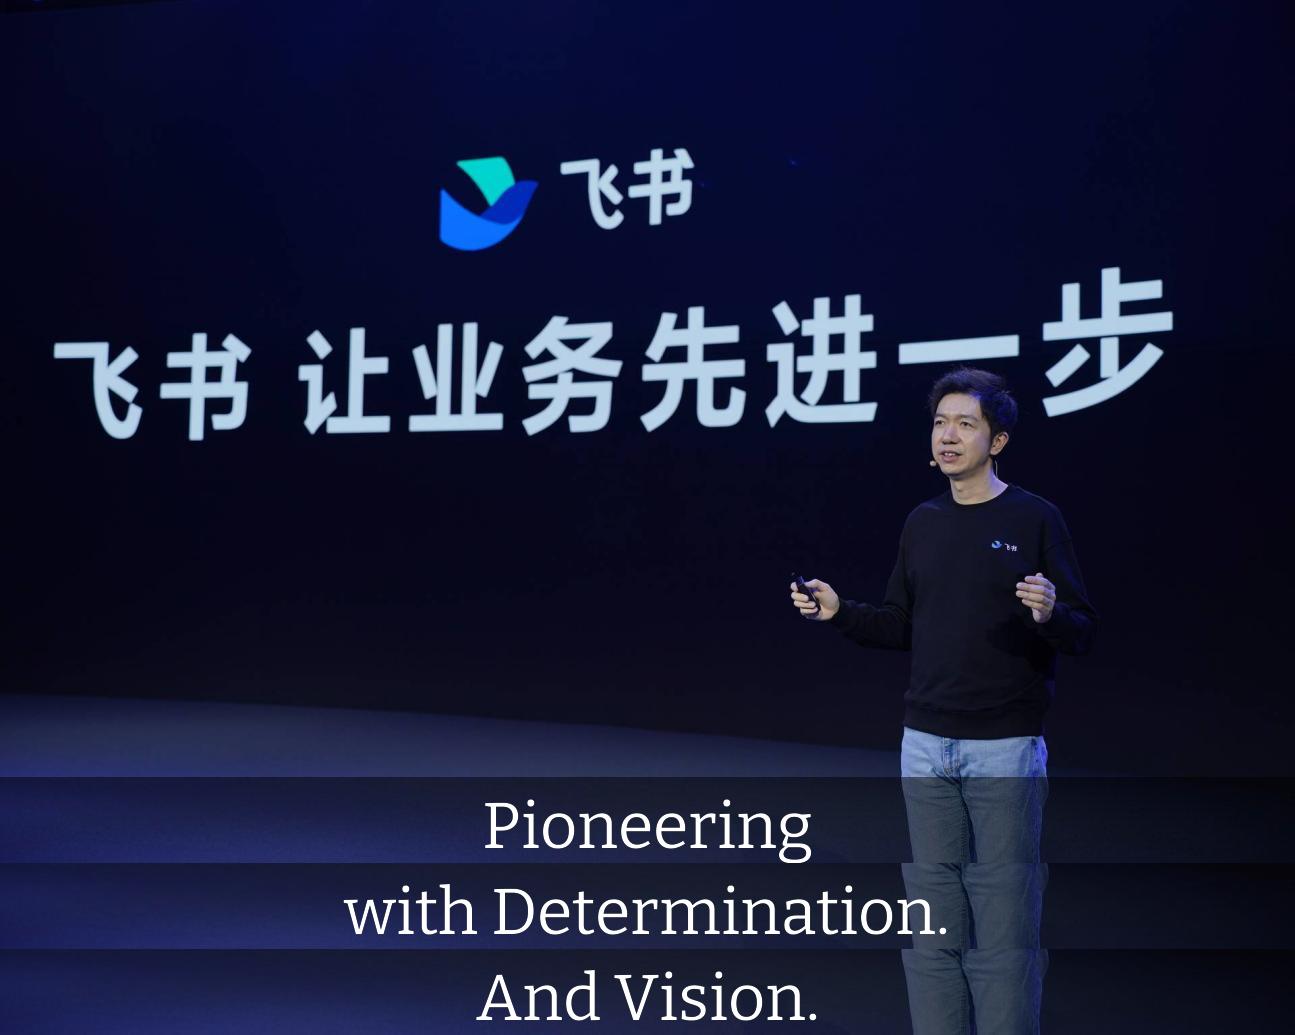 飞书
飞书 让业务先进一步
飞书
Pioneering
with Determination.
And Vision.